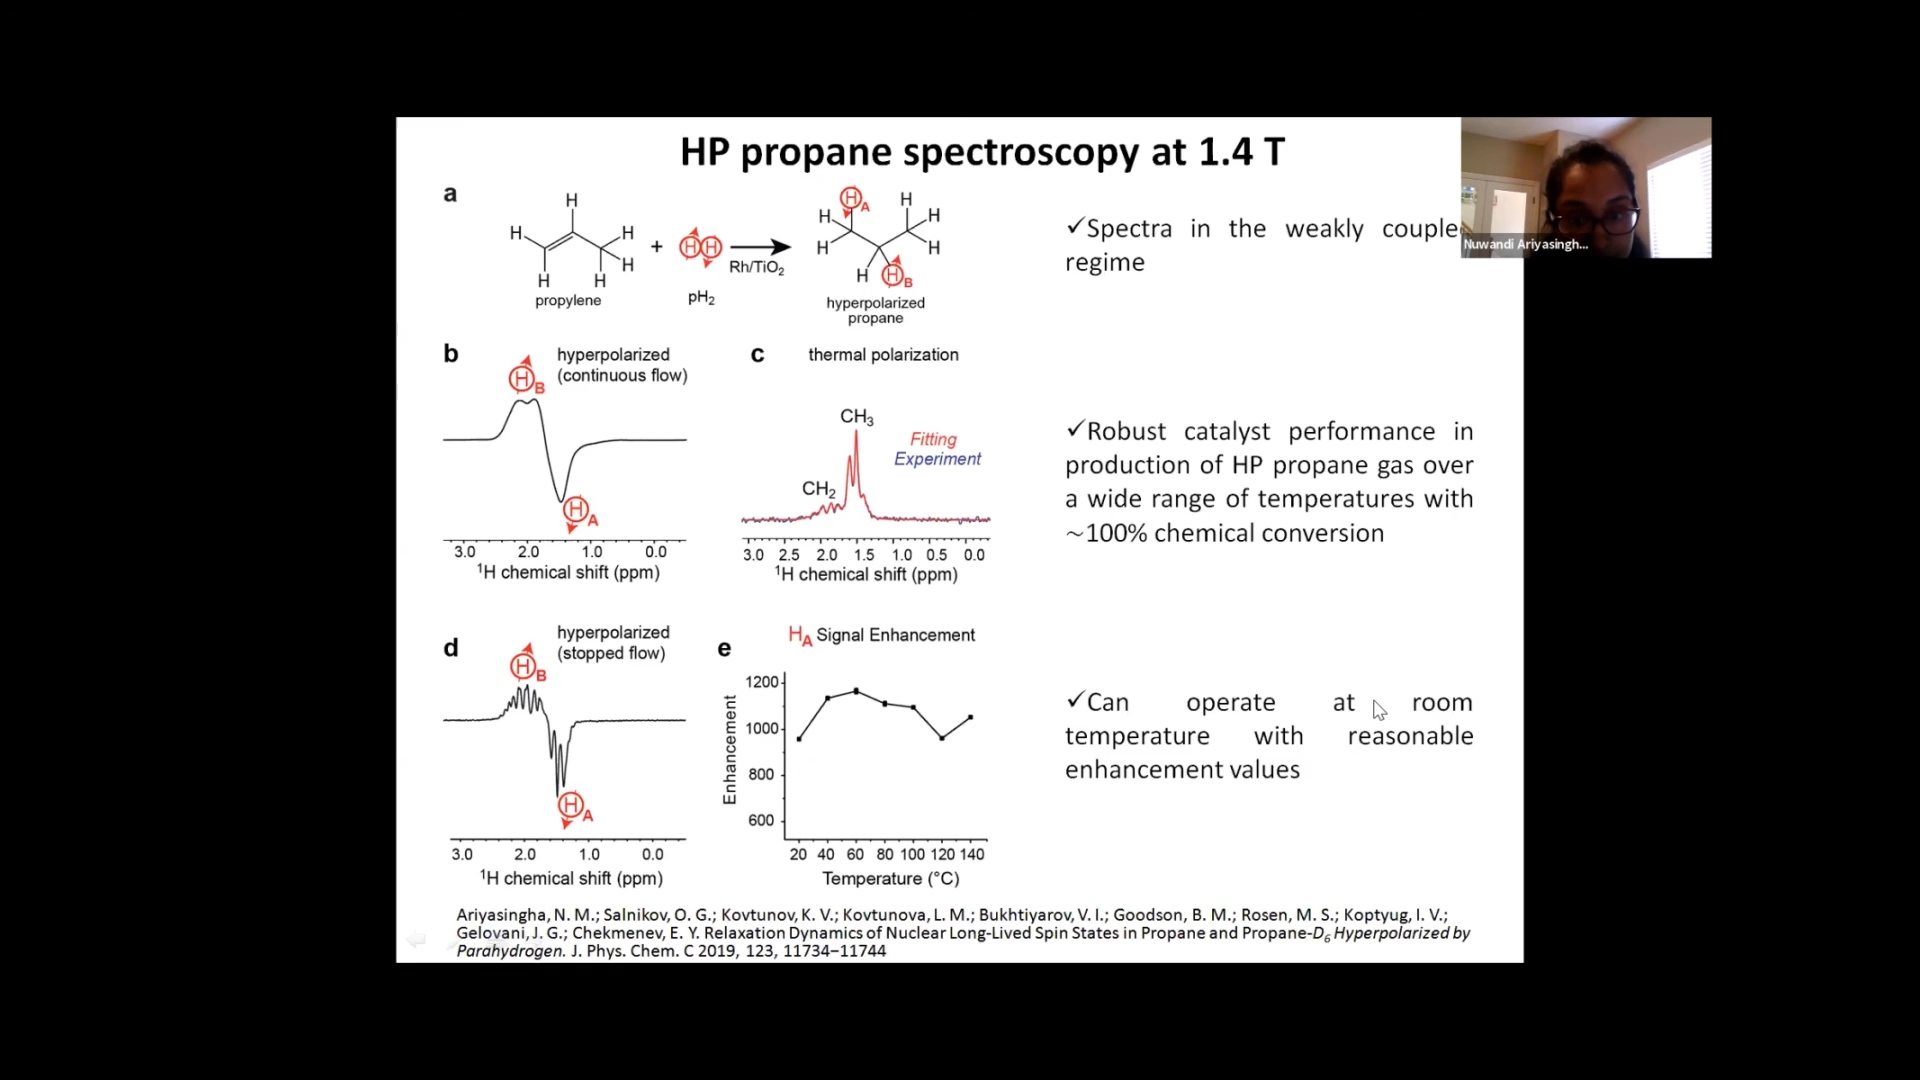 HP propane spectroscopy at 1.4 T
a
H
H
H
H
H
H
propylene
+
H H
pH2
Rh/TiO2
H A
H
H
H
H
H
H
H B
hyperpolarized
propane
✓Spectra in the weakly couple
regime
Nuwandi Ariyasingh...
b
hyperpolarized
(continuous flow)
H B
H A
3.0 2.0 1.0 0.0
1H chemical shift (ppm)
c
thermal polarization
CH3
Fitting
Experiment
CH2
3.0 2.5 2.0 1.5 1.0 0.5 0.0
1H chemical shift (ppm)
✓Robust catalyst performance in
production of HP propane gas over
a wide range of temperatures with
~100% chemical conversion
d
hyperpolarized
(stopped flow)
H B
H A
3.0 2.0 1.0 0.0
1H chemical shift (ppm)
e
HA Signal Enhancement
Enhancement
1200
1000
800
600
20 40 60 80 100 120 140
Temperature (°C)
✓Can operate at room
temperature with reasonable
enhancement values
Ariyasingha, N. M.; Salnikov, O. G.; Kovtunov, K. V.; Kovtunova, L. M.; Bukhtiyarov, V. I.; Goodson, B. M.; Rosen, M. S.; Koptyug, I. V.;
Gelovani, J. G.; Chekmenev, E. Y. Relaxation Dynamics of Nuclear Long-Lived Spin States in Propane and Propane-D6 Hyperpolarized by
Parahydrogen. J. Phys. Chem. C 2019, 123, 11734−11744